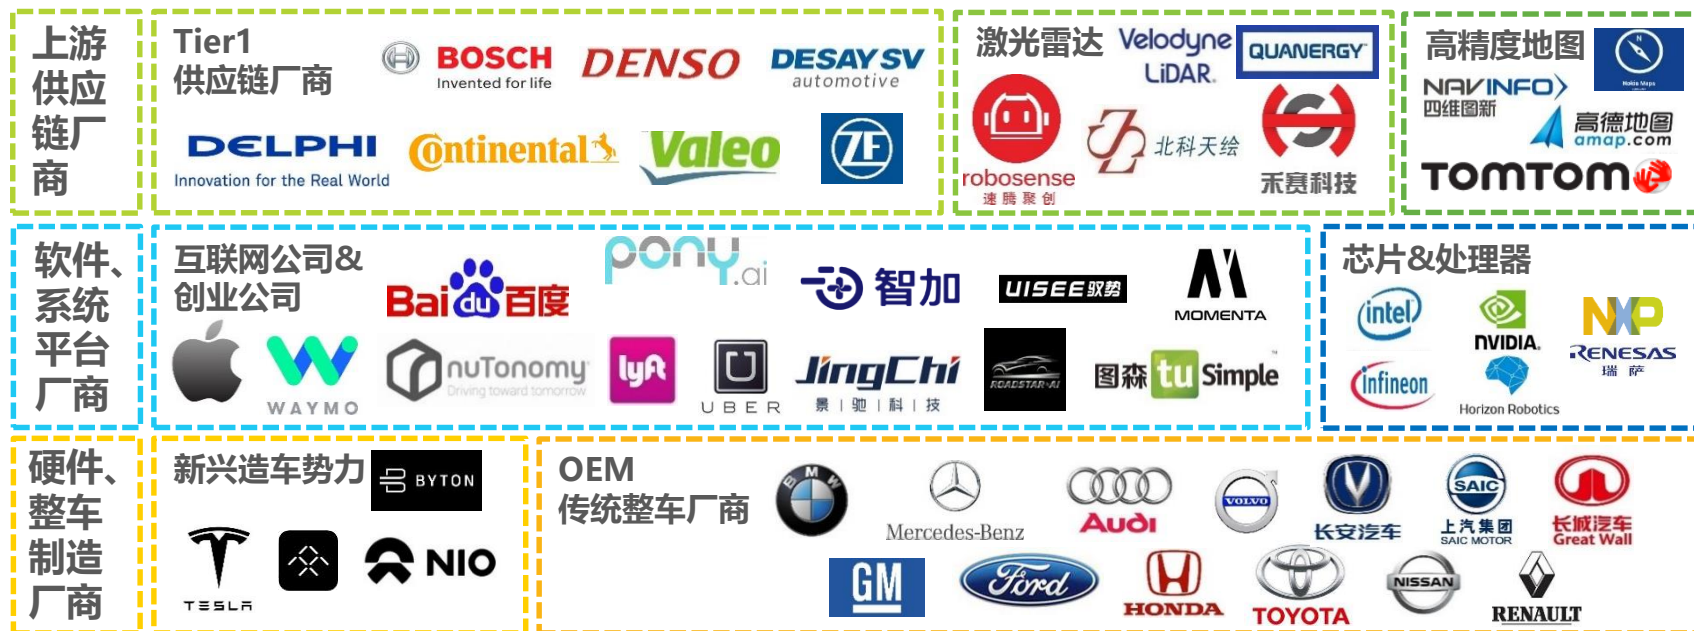 上游
供应
链厂
商
Tier1
供应链厂商
BOSCH
Invented for life
DENSO
DESAY SV
automotive
DELPHI
Innovation for the Real World
Continental
Valeo
ZF
激光雷达
Velodyne
LiDAR
QUANERGY
robosense
速腾聚创
北科天绘
禾赛科技
高精度地图
N
Nokia Maps
NAVINFO
四维图新
高德地图
amap.com
TOMTOM
软件、
系统
平台
厂商
互联网公司&
创业公司
Bai du 百度
pony.ai
智加
UISEE驭势
MOMENTA
WAYMO
nuTonomy
Driving toward tomorrow
lyft
U
UBER
JingChi
景|驰|科|技
ROADSTAR·AI
图森 tu Simple
芯片&处理器
intel
NVIDIA
NXP
RENESAS
瑞萨
infineon
Horizon Robotics
硬件、
整车
制造
厂商
新兴造车势力
BYTON
TESLA
NIO
OEM
传统整车厂商
BMW
Mercedes-Benz
Audi
VOLVO
长安汽车
SAIC
上汽集团
SAIC MOTOR
长城汽车
Great Wall
GM
Ford
HONDA
TOYOTA
NISSAN
RENAULT